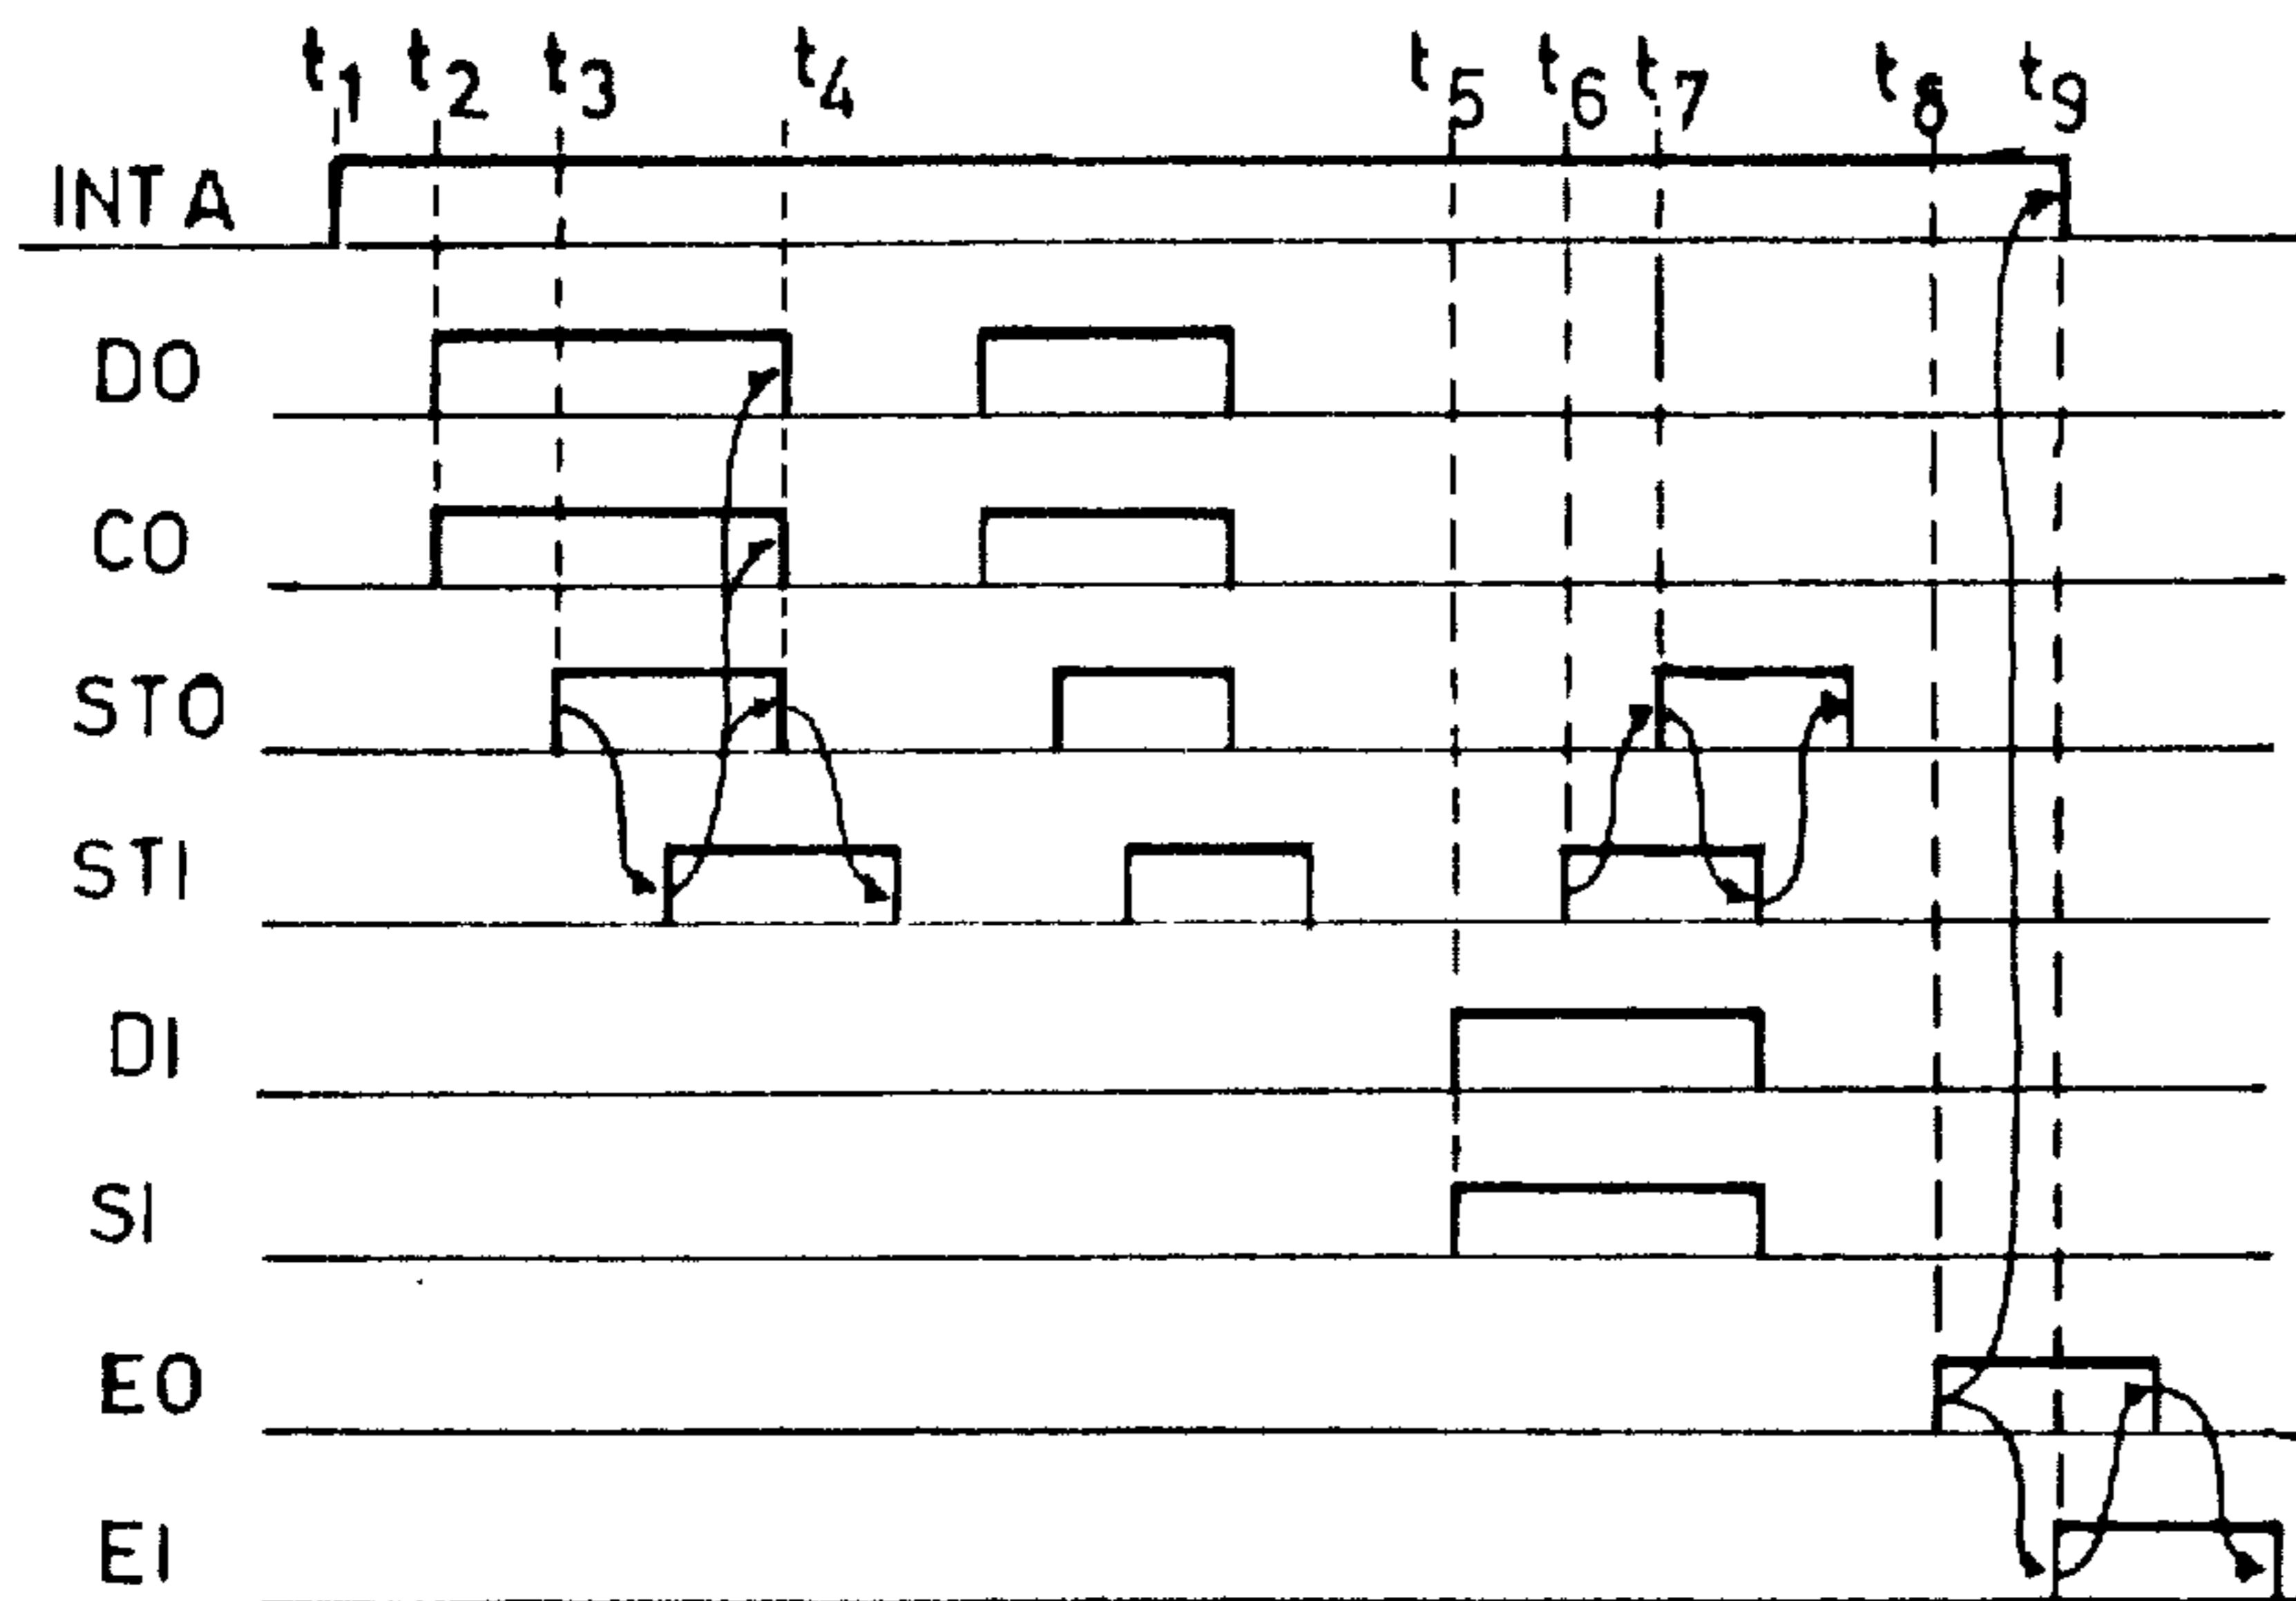 t1 t2 t3 t4 t5 t6 t7 t8 t9
INTA
DO
CO
STO
STI
DI
SI
EO
EI